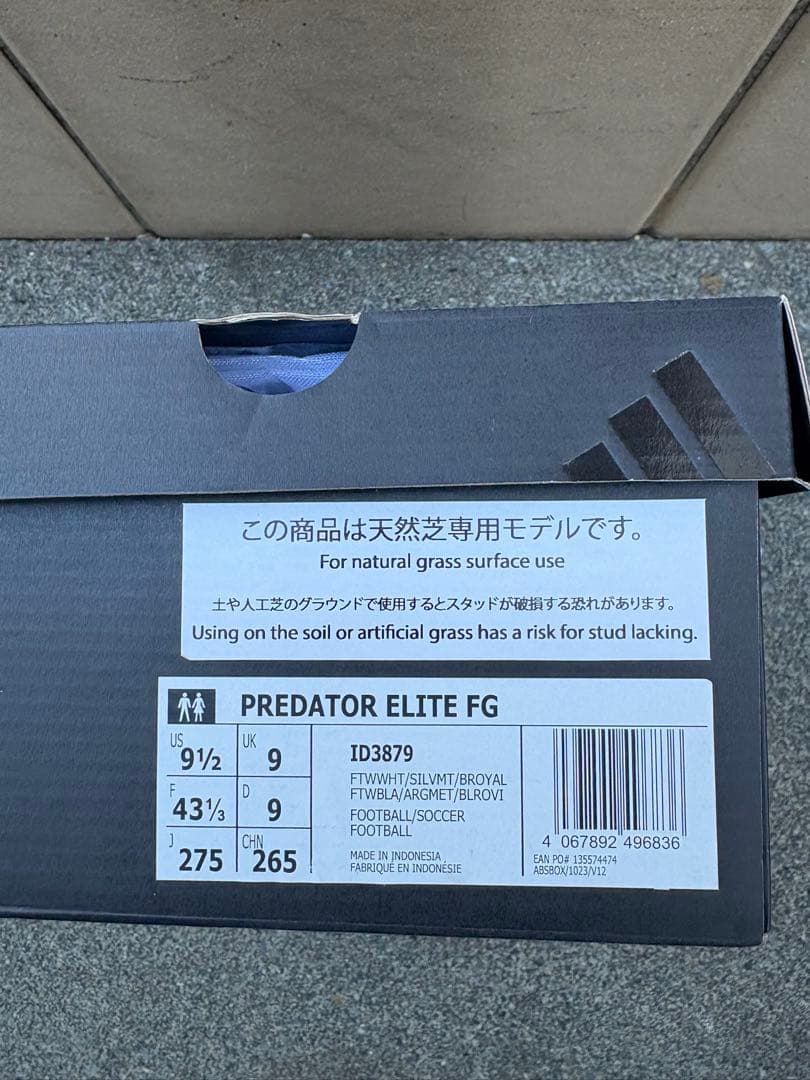 この商品は天然芝専用モデルです。
For natural grass surface use
土や人工芝のグラウンドで使用するとスタッドが破損する恐れがあります。
Using on the soil or artificial grass has a risk for stud lacking.
PREDATOR ELITE FG
US 9½ UK 9
F 43⅓ D 9
J 275 CHN 265
ID3879
FTWWHT/SILVMT/BROYAL
FTWBLA/ARGMET/BLROVI
FOOTBALL/SOCCER
FOOTBALL
MADE IN INDONESIA
FABRIQUÉ EN INDONÉSIE
4 067892 496836
EAN PO# 135574474
ABSBOX/1023/V12